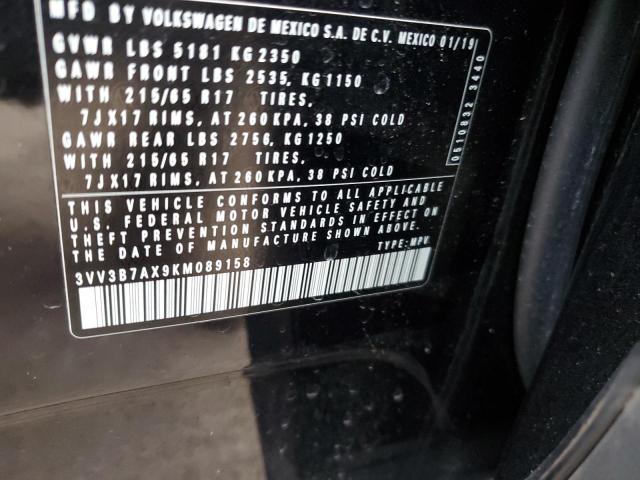 MFD BY VOLKSWAGEN DE MEXICO S.A. DE C.V. MEXICO 01/19
GVWR LBS 5181 KG 2350
GAWR FRONT LBS 2535, KG 1150
WITH 215/65 R17 TIRES,
7JX17 RIMS, AT 260 KPA, 38 PSI COLD
GAWR REAR LBS 2756, KG 1250
WITH 215/65 R17 TIRES,
7JX17 RIMS, AT 260 KPA, 38 PSI COLD
THIS VEHICLE CONFORMS TO ALL APPLICABLE
U.S. FEDERAL MOTOR VEHICLE SAFETY AND
THEFT PREVENTION STANDARDS IN EFFECT ON
THE DATE OF MANUFACTURE SHOWN ABOVE.
3VV3B7AX9KM089158 TYPE: MPV
0510832 3440